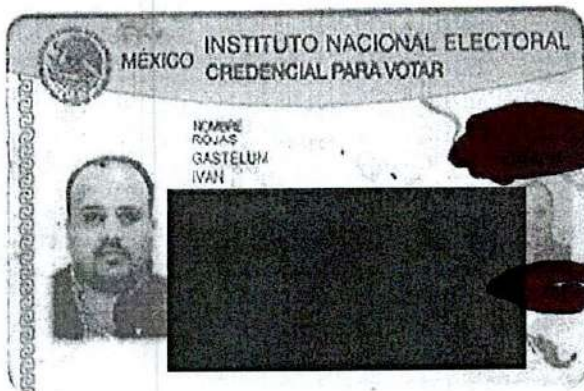 MÉXICO INSTITUTO NACIONAL ELECTORAL
CREDENCIAL PARA VOTAR
NOMBRE
ROJAS
GASTELUM
IVAN